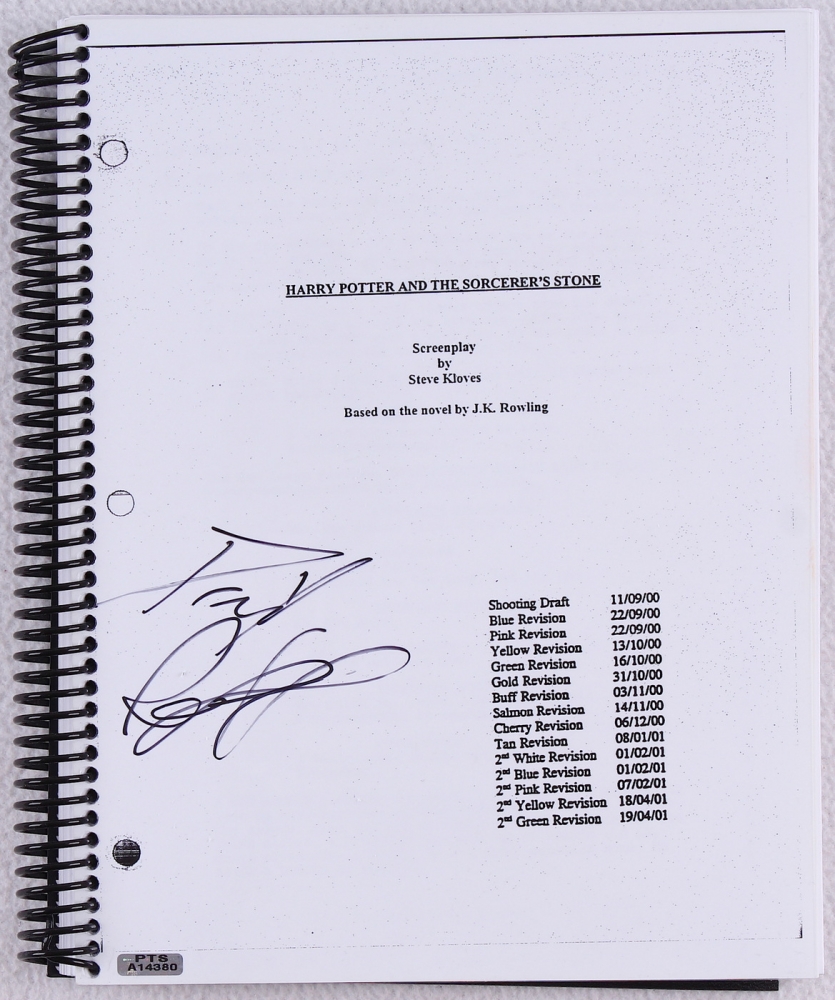 HARRY POTTER AND THE SORCERER'S STONE
Screenplay
by
Steve Kloves
Based on the novel by J.K. Rowling
Shooting Draft 11/09/00
Blue Revision 22/09/00
Pink Revision 22/09/00
Yellow Revision 13/10/00
Green Revision 16/10/00
Gold Revision 31/10/00
Buff Revision 03/11/00
Salmon Revision 14/11/00
Cherry Revision 06/12/00
Tan Revision 08/01/01
2nd White Revision 01/02/01
2nd Blue Revision 01/02/01
2nd Pink Revision 07/02/01
2nd Yellow Revision 18/04/01
2nd Green Revision 19/04/01
PTS
A14380